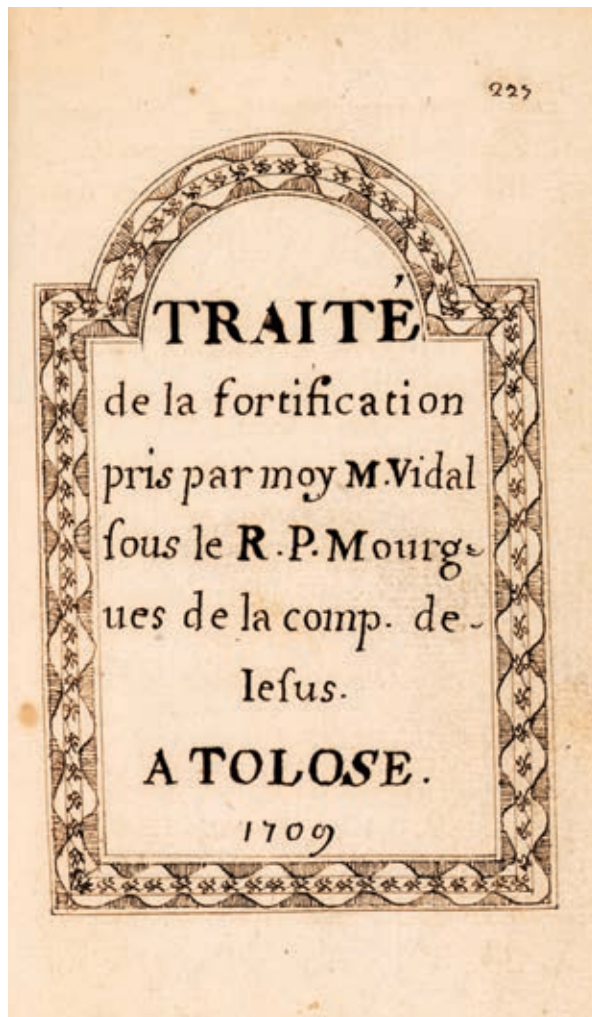 225
TRAITÉ
de la fortification
pris par moy M. Vidal
ſous le R. P. Mourg-
ues de la comp. de-
Ieſus.
A TOLOSE.
1709